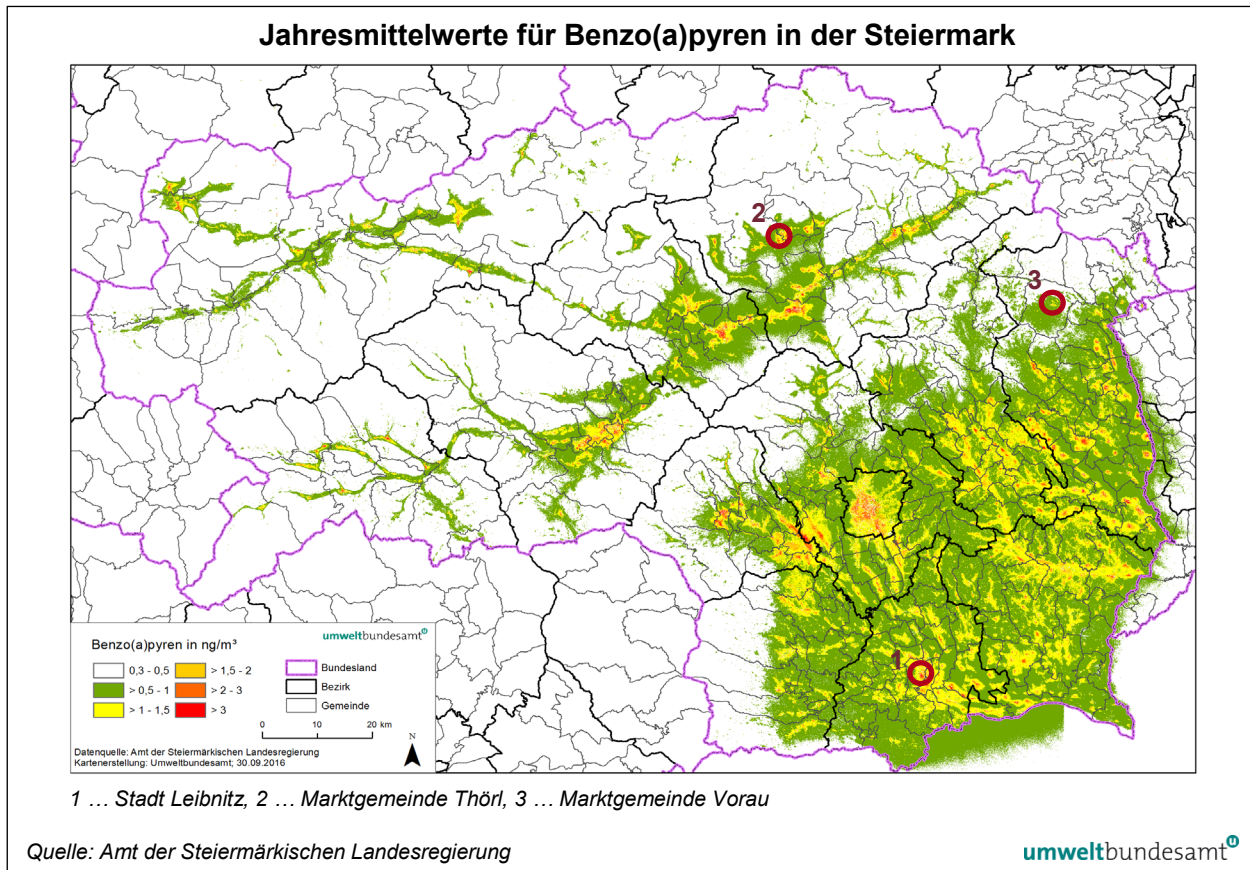 Jahresmittelwerte für Benzo(a)pyren in der Steiermark
2
3
1
Benzo(a)pyren in ng/m³
umweltbundesamt
0,3 - 0,5
> 0,5 - 1
> 1 - 1,5
> 1,5 - 2
> 2 - 3
> 3
Bundesland
Bezirk
Gemeinde
0 10 20 km
N
Datenquelle: Amt der Steiermärkischen Landesregierung
Kartenerstellung: Umweltbundesamt; 30.09.2016
1 … Stadt Leibnitz, 2 … Marktgemeinde Thörl, 3 … Marktgemeinde Vorau
Quelle: Amt der Steiermärkischen Landesregierung
umweltbundesamt